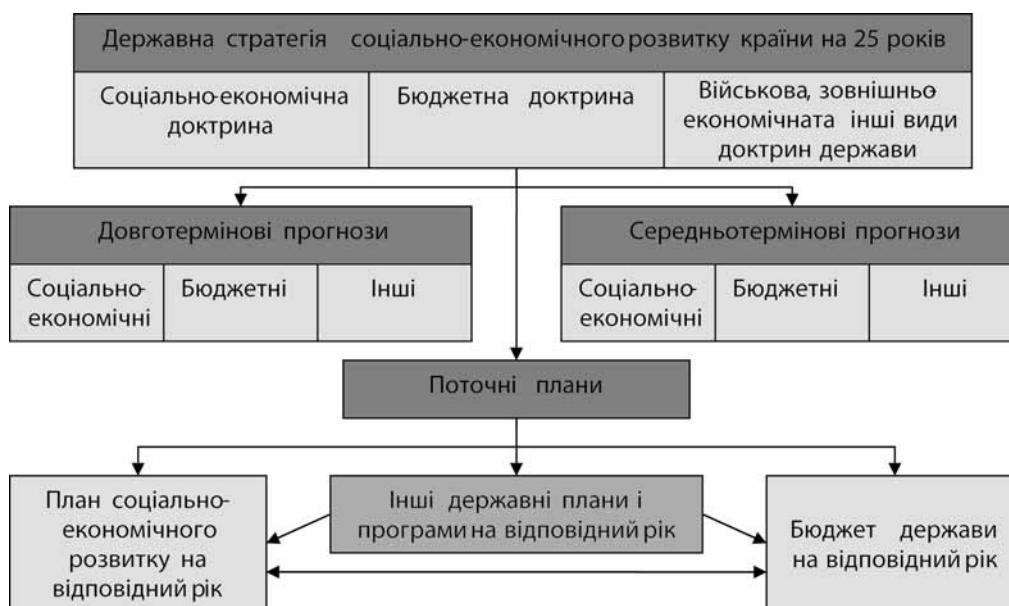 Державна стратегія соціально-економічного розвитку країни на 25 років
Соціально-економічна
доктрина
Бюджетна доктрина
Військова, зовнішньо-
економічната інші види
доктрин держави
Довготермінові прогнози
Соціально-
економічні
Бюджетні
Інші
Середньотермінові прогнози
Соціально-
економічні
Бюджетні
Інші
Поточні плани
План соціально-
економічного
розвитку на
відповідний рік
Інші державні плани і
програми на відповідний рік
Бюджет держави
на відповідний рік